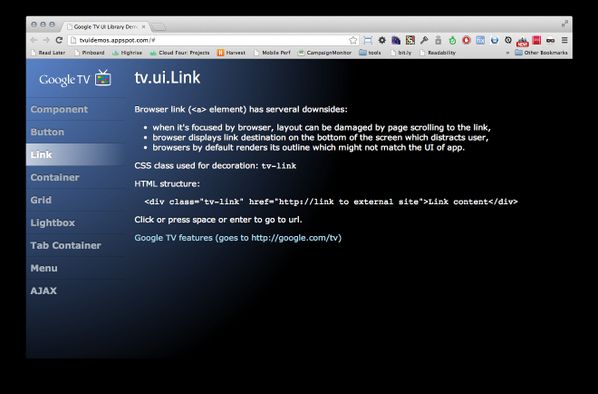 Google TV UI Library Demo
tvuidemos.appspot.com/#
Read Later Pinboard Highrise Cloud Four: Projects Harvest Mobile Perf CampaignMonitor tools bit.ly Readability » Other Bookmarks
Google TV
tv.ui.Link
Component
Button
Link
Container
Grid
Lightbox
Tab Container
Menu
AJAX
Browser link (<a> element) has serveral downsides:
• when it's focused by browser, layout can be damaged by page scrolling to the link,
• browser displays link destination on the bottom of the screen which distracts user,
• browsers by default renders its outline which might not match the UI of app.
CSS class used for decoration: tv-link
HTML structure:
<div class="tv-link" href="http://link to external site">Link content</div>
Click or press space or enter to go to url.
Google TV features (goes to http://google.com/tv)